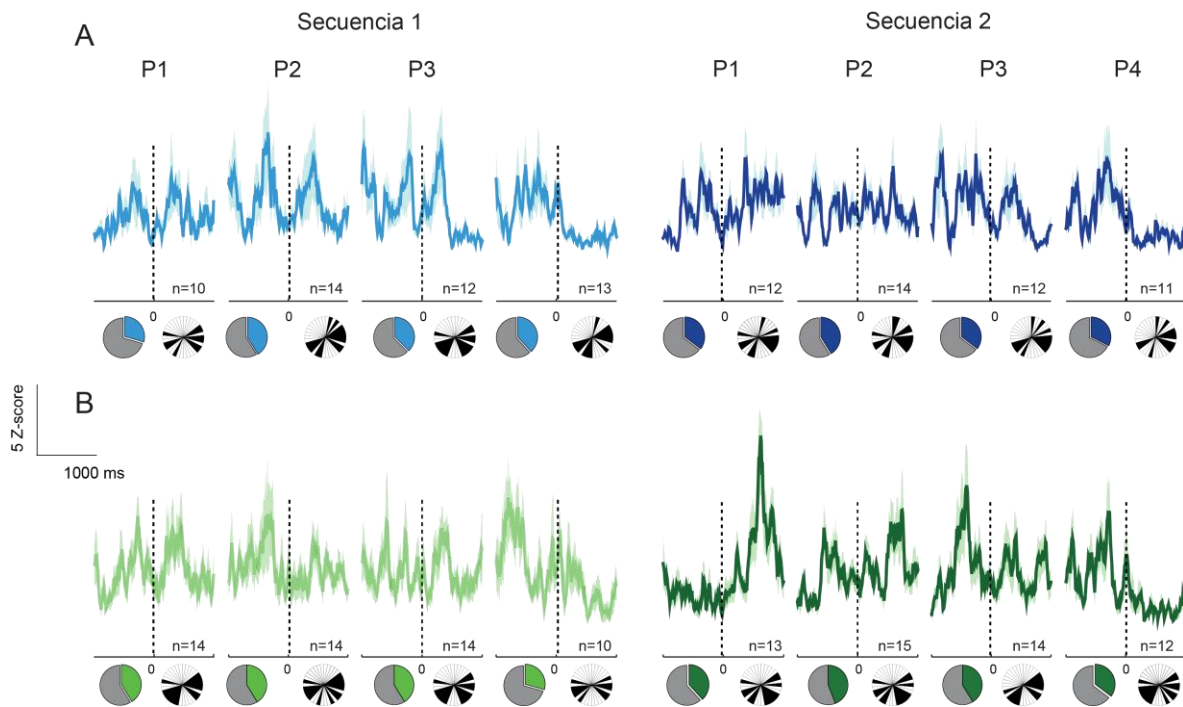 A
Secuencia 1
Secuencia 2
P1 P2 P3
P1 P2 P3 P4
n=10 n=14 n=12 n=13
n=12 n=14 n=12 n=11
0 0 0 0 0 0 0 0
5 Z-score
1000 ms
B
n=14 n=14 n=14 n=10
n=13 n=15 n=14 n=12
0 0 0 0 0 0 0 0